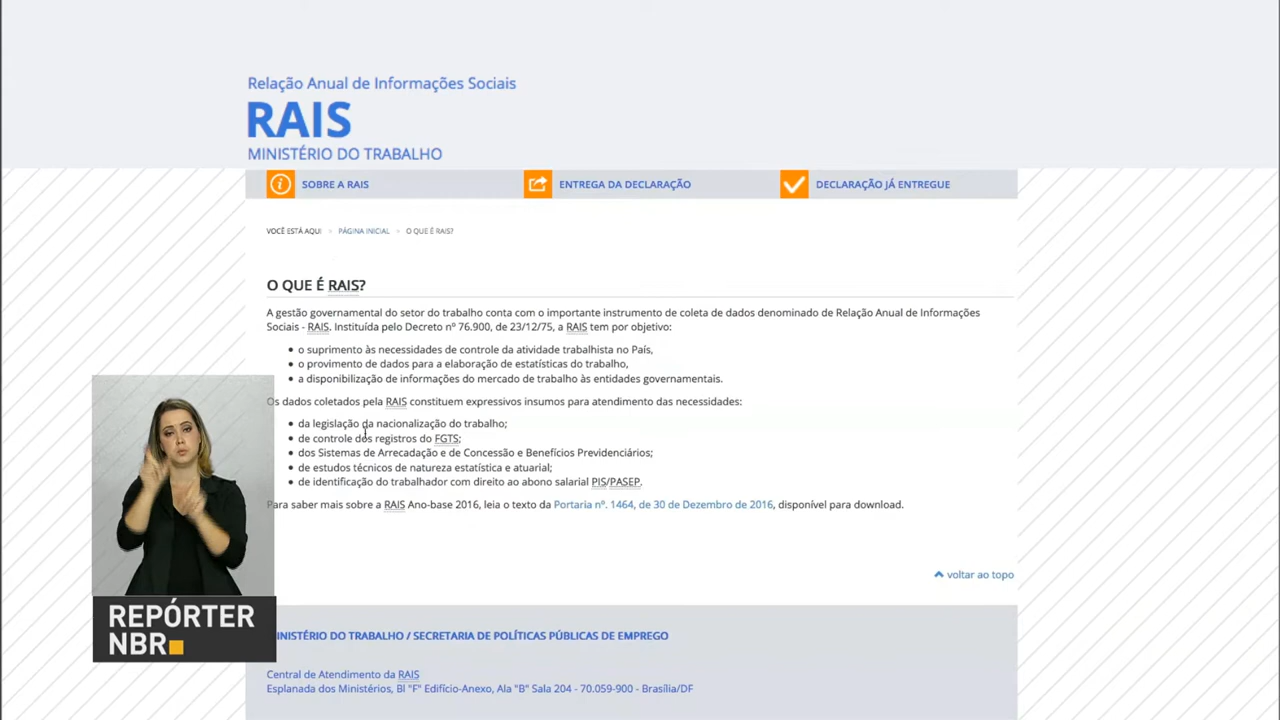 Relação Anual de Informações Sociais
RAIS
MINISTÉRIO DO TRABALHO
SOBRE A RAIS
ENTREGA DA DECLARAÇÃO
DECLARAÇÃO JÁ ENTREGUE
VOCÊ ESTÁ AQUI > PÁGINA INICIAL > O QUE É RAIS?
O QUE É RAIS?
A gestão governamental do setor do trabalho conta com o importante instrumento de coleta de dados denominado de Relação Anual de Informações
Sociais - RAIS. Instituída pelo Decreto nº 76.900, de 23/12/75, a RAIS tem por objetivo:
• o suprimento às necessidades de controle da atividade trabalhista no País,
• o provimento de dados para a elaboração de estatísticas do trabalho,
• a disponibilização de informações do mercado de trabalho às entidades governamentais.
Os dados coletados pela RAIS constituem expressivos insumos para atendimento das necessidades:
• da legislação da nacionalização do trabalho;
• de controle dos registros do FGTS;
• dos Sistemas de Arrecadação e de Concessão e Benefícios Previdenciários;
• de estudos técnicos de natureza estatística e atuarial;
• de identificação do trabalhador com direito ao abono salarial PIS/PASEP.
Para saber mais sobre a RAIS Ano-base 2016, leia o texto da Portaria nº. 1464, de 30 de Dezembro de 2016, disponível para download.
voltar ao topo
REPÓRTER
NBR
MINISTÉRIO DO TRABALHO / SECRETARIA DE POLÍTICAS PÚBLICAS DE EMPREGO
Central de Atendimento da RAIS
Esplanada dos Ministérios, Bl "F" Edifício-Anexo, Ala "B" Sala 204 - 70.059-900 - Brasília/DF